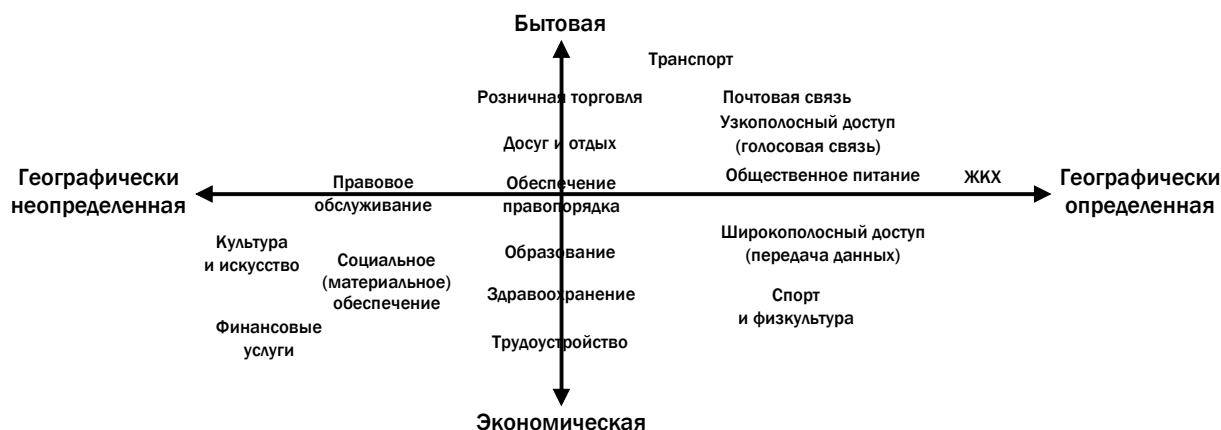 Бытовая
Транспорт
Розничная торговля
Почтовая связь
Узкополосный доступ
(голосовая связь)
Досуг и отдых
Географически
неопределенная
Правовое
обслуживание
Обеспечение
правопорядка
Общественное питание
ЖКХ
Географически
определенная
Культура
и искусство
Социальное
(материальное)
обеспечение
Образование
Широкополосный доступ
(передача данных)
Здравоохранение
Спорт
и физкультура
Финансовые
услуги
Трудоустройство
Экономическая